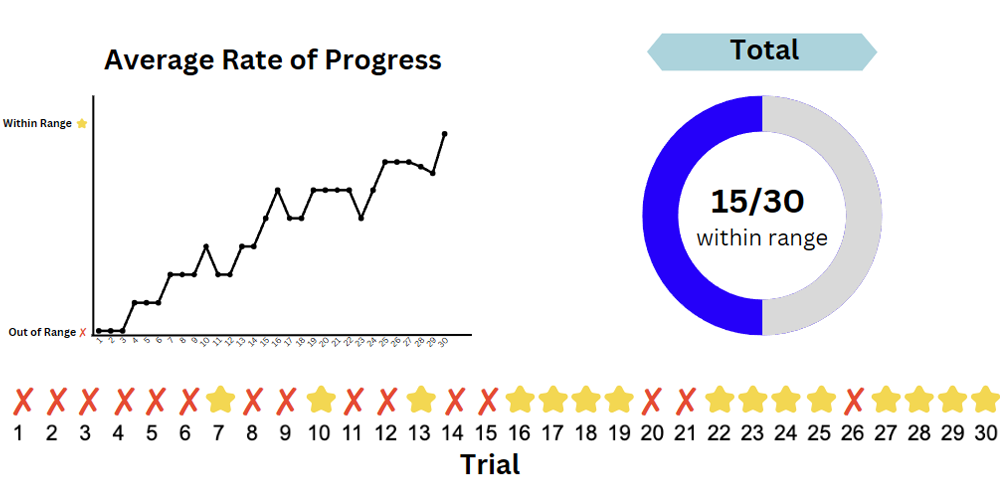 Average Rate of Progress
Total
Within Range
15/30
within range
Out of Range X
1 2 3 4 5 6 7 8 9 10 11 12 13 14 15 16 17 18 19 20 21 22 23 24 25 26 27 28 29 30
X X X X X X X X X X X X X X X
1 2 3 4 5 6 7 8 9 10 11 12 13 14 15 16 17 18 19 20 21 22 23 24 25 26 27 28 29 30
Trial